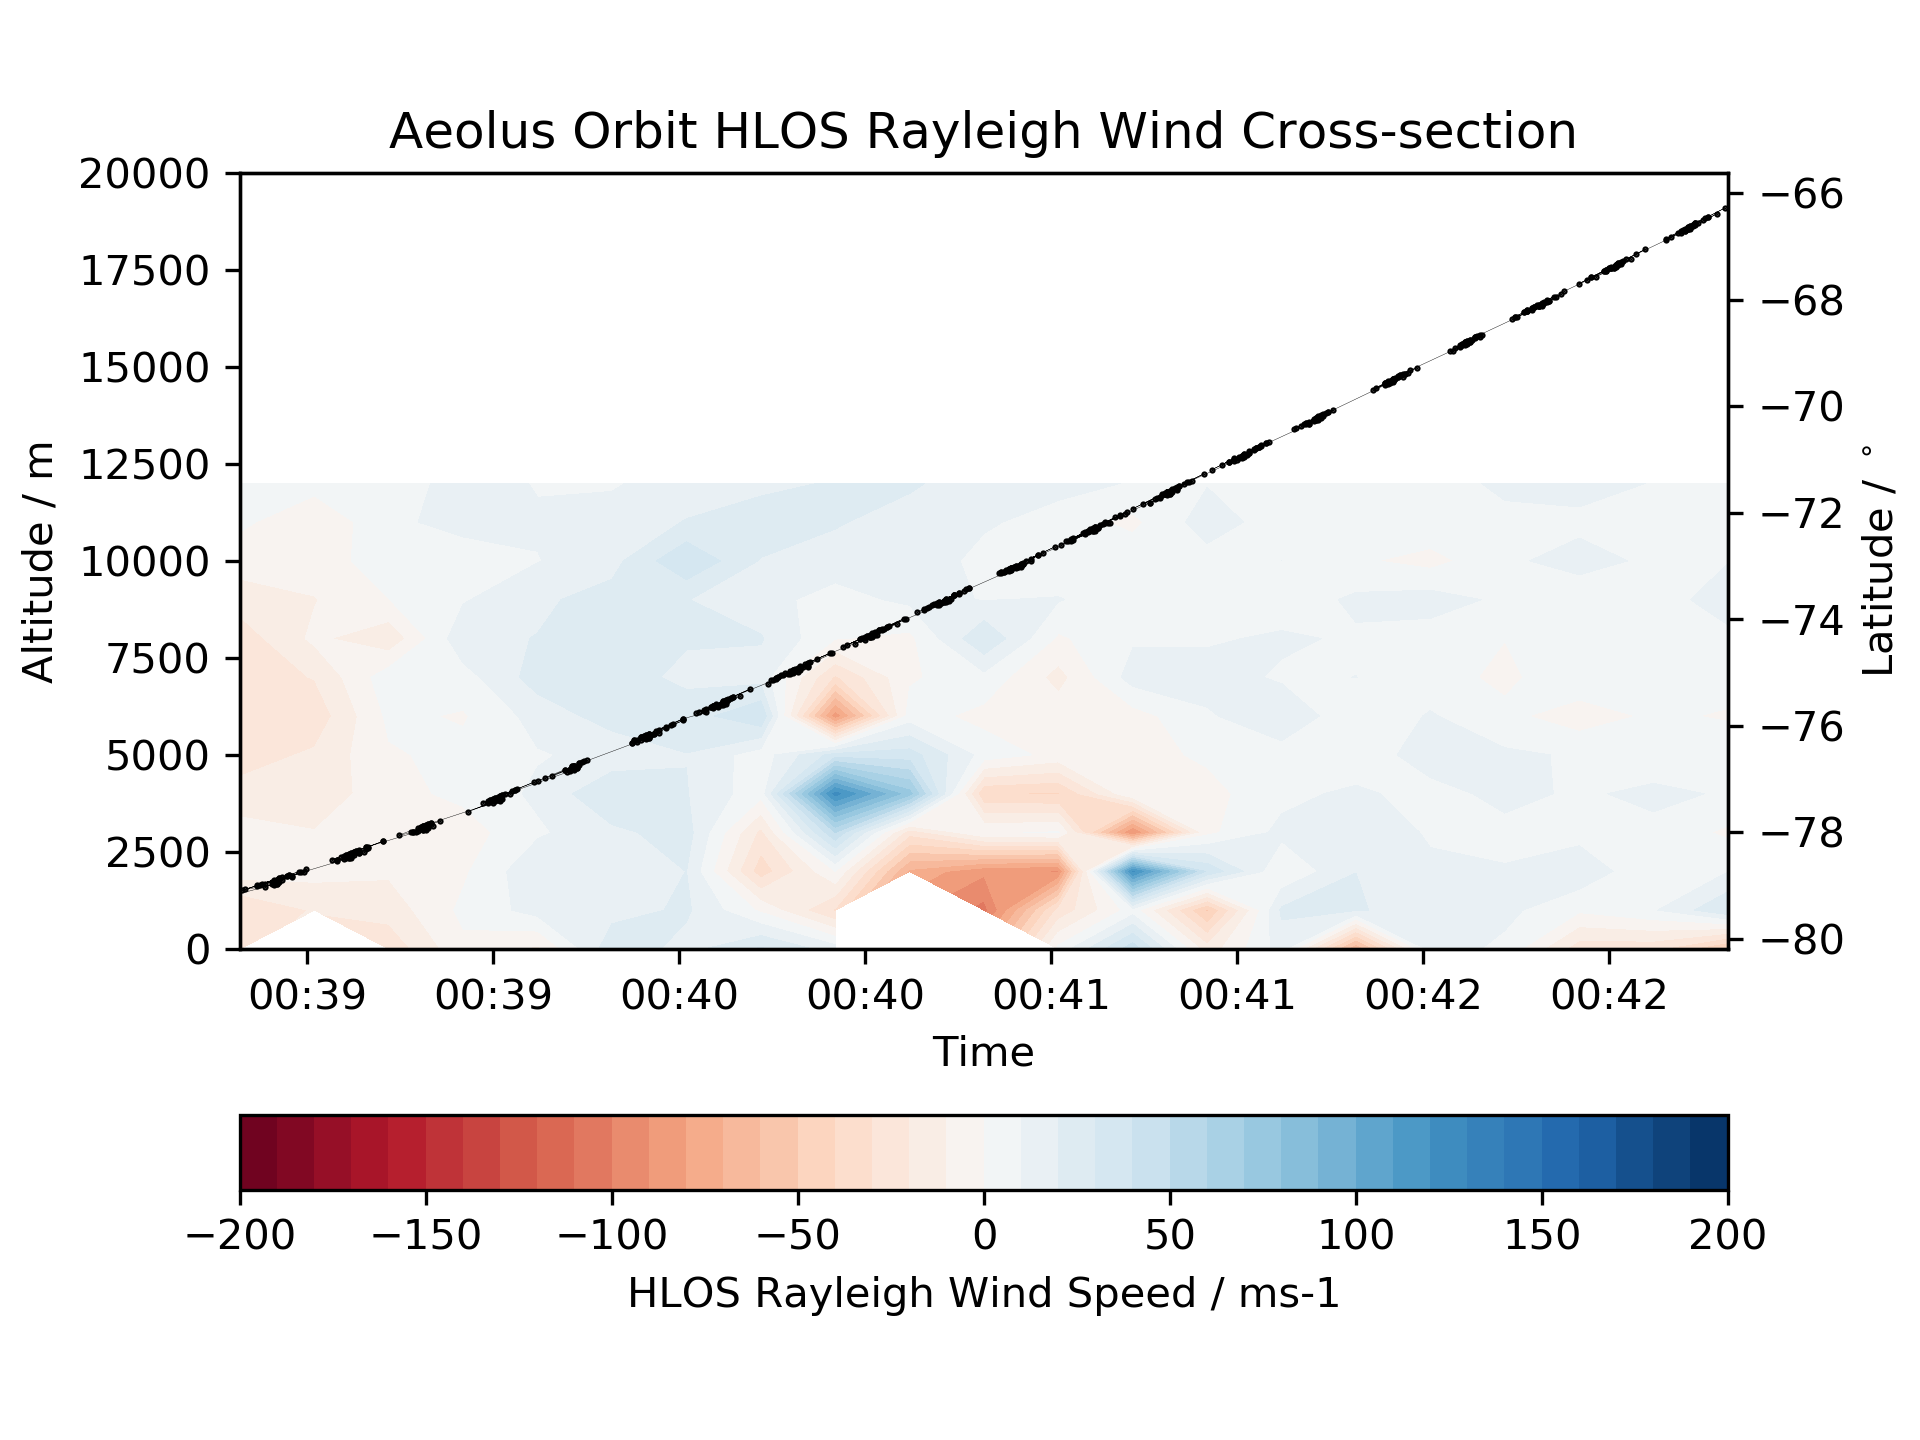 Aeolus Orbit HLOS Rayleigh Wind Cross-section
20000
17500
15000
12500
10000
7500
5000
2500
0
Altitude / m
−66
−68
−70
−72
−74
−76
−78
−80
Latitude / °
00:39 00:39 00:40 00:40 00:41 00:41 00:42 00:42
Time
−200 −150 −100 −50 0 50 100 150 200
HLOS Rayleigh Wind Speed / ms-1